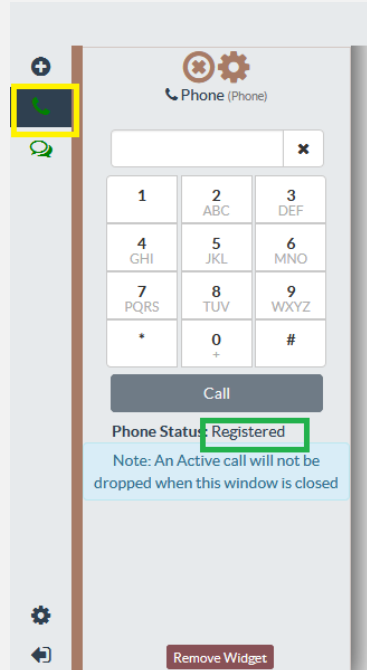 Phone (Phone)
1
2
ABC
3
DEF
4
GHI
5
JKL
6
MNO
7
PQRS
8
TUV
9
WXYZ
*
0
+
#
Call
Phone Status: Registered
Note: An Active call will not be
dropped when this window is closed
Remove Widget